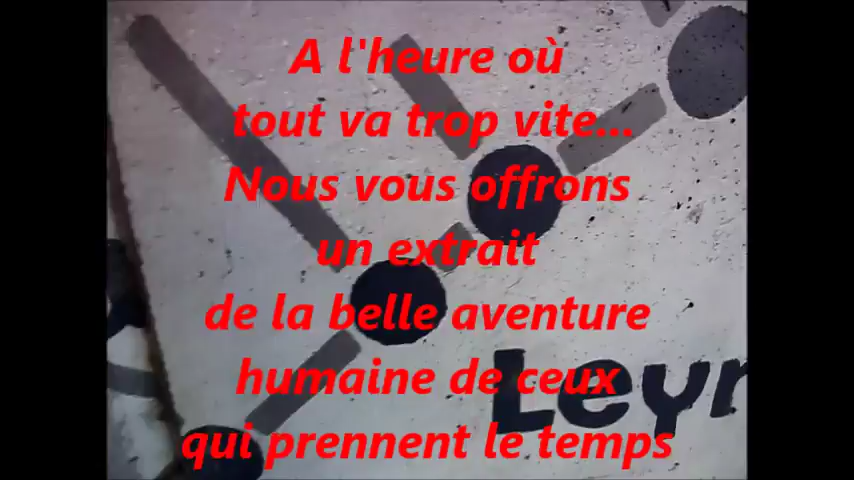 A l'heure où
tout va trop vite...
Nous vous offrons
un extrait
de la belle aventure
humaine de ceux
qui prennent le temps